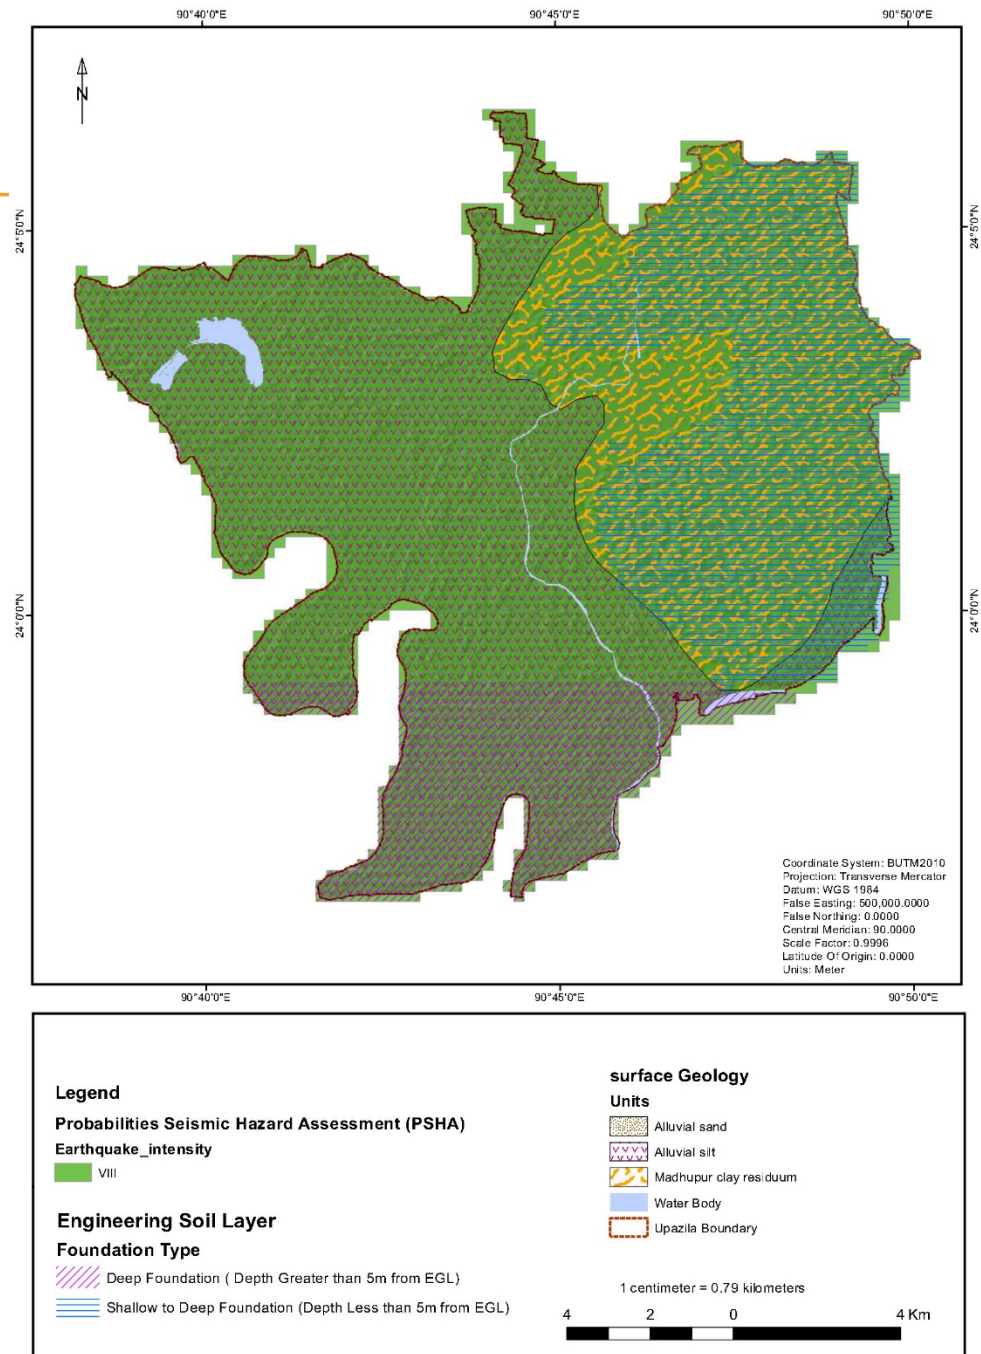 90°40'0"E
90°45'0"E
90°50'0"E
N
24°5'0"N
24°5'0"N
24°0'0"N
24°0'0"N
Coordinate System: BUTM2010
Projection: Transverse Mercator
Datum: WGS 1984
False Easting: 500,000.0000
False Northing: 0.0000
Central Meridian: 90.0000
Scale Factor: 0.9996
Latitude Of Origin: 0.0000
Units: Meter
90°40'0"E
90°45'0"E
90°50'0"E
Legend
Probabilities Seismic Hazard Assessment (PSHA)
Earthquake_intensity
VIII
Engineering Soil Layer
Foundation Type
Deep Foundation ( Depth Greater than 5m from EGL)
Shallow to Deep Foundation (Depth Less than 5m from EGL)
surface Geology
Units
Alluvial sand
Alluvial silt
Madhupur clay residuum
Water Body
Upazila Boundary
1 centimeter = 0.79 kilometers
4 2 0 4 Km